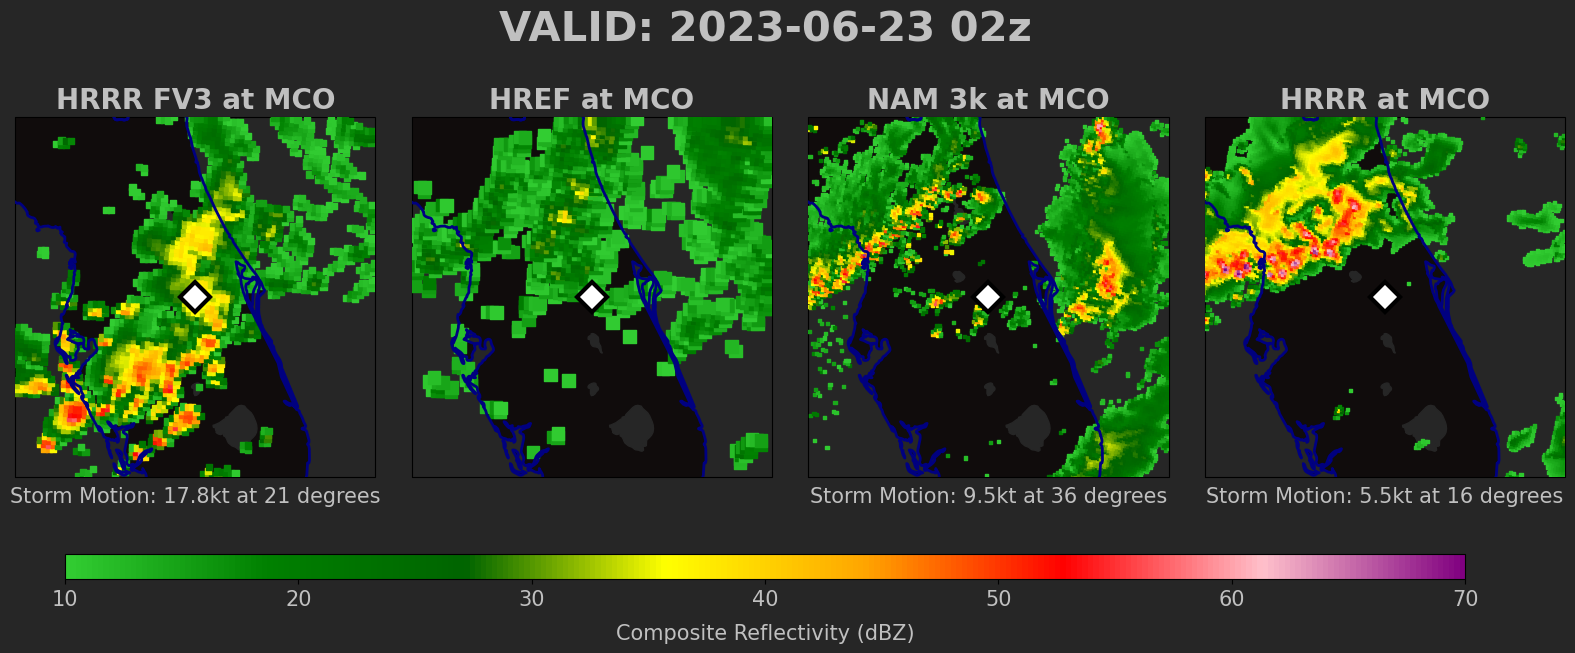 VALID: 2023-06-23 02z
HRRR FV3 at MCO
HREF at MCO
NAM 3k at MCO
HRRR at MCO
Storm Motion: 17.8kt at 21 degrees
Storm Motion: 9.5kt at 36 degrees
Storm Motion: 5.5kt at 16 degrees
10 20 30 40 50 60 70
Composite Reflectivity (dBZ)